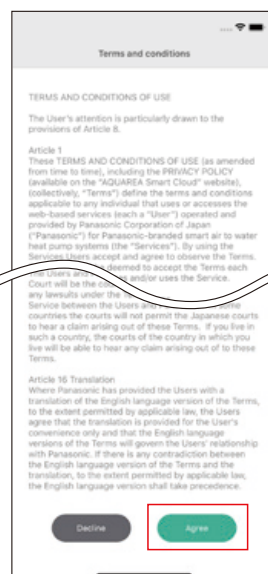 Terms and conditions
TERMS AND CONDITIONS OF USE
The User's attention is particularly drawn to the
provisions of Article 8.
Article 1
These TERMS AND CONDITIONS OF USE (as amended
from time to time), including the PRIVACY POLICY
(available on the "AQUAREA Smart Cloud" website),
(collectively, "Terms") define the terms and conditions
applicable to any individual that uses or accesses the
web-based services (each a "User") operated and
provided by Panasonic Corporation of Japan
("Panasonic") for Panasonic-branded smart air to water
heat pump systems (the "Services"). By using the
Services Users accept and agree to observe the Terms.
deemed to accept the Terms each
the Users and and/or uses the Service.
Court will be the
any lawsuits under the
Service between the Users and
countries the courts will not permit the Japanese courts
to hear a claim arising out of these Terms. If you live in
such a country, the courts of the country in which you
live will be able to hear any claim arising out of to these
Terms.
Article 16 Translation
Where Panasonic has provided the Users with a
translation of the English language version of the Terms,
to the extent permitted by applicable law, the Users
agree that the translation is provided for the User's
convenience only and that the English language
versions of the Terms will govern the Users' relationship
with Panasonic. If there is any contradiction between
the English language version of the Terms and the
translation, to the extent permitted by applicable law,
the English language version shall take precedence.
Decline
Agree